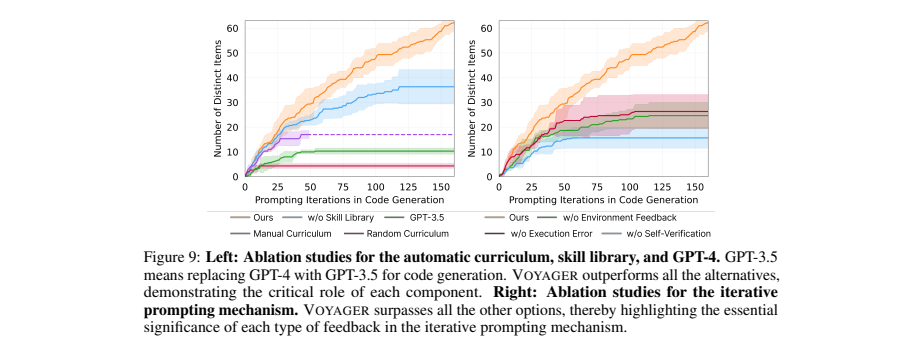 60
50
40
30
20
10
0
Number of Distinct Items
0 25 50 75 100 125 150
Prompting Iterations in Code Generation
Ours w/o Skill Library GPT-3.5
Manual Curriculum Random Curriculum
60
50
40
30
20
10
0
Number of Distinct Items
0 25 50 75 100 125 150
Prompting Iterations in Code Generation
Ours w/o Environment Feedback
w/o Execution Error w/o Self-Verification
Figure 9: Left: Ablation studies for the automatic curriculum, skill library, and GPT-4. GPT-3.5
means replacing GPT-4 with GPT-3.5 for code generation. VOYAGER outperforms all the alternatives,
demonstrating the critical role of each component. Right: Ablation studies for the iterative
prompting mechanism. VOYAGER surpasses all the other options, thereby highlighting the essential
significance of each type of feedback in the iterative prompting mechanism.